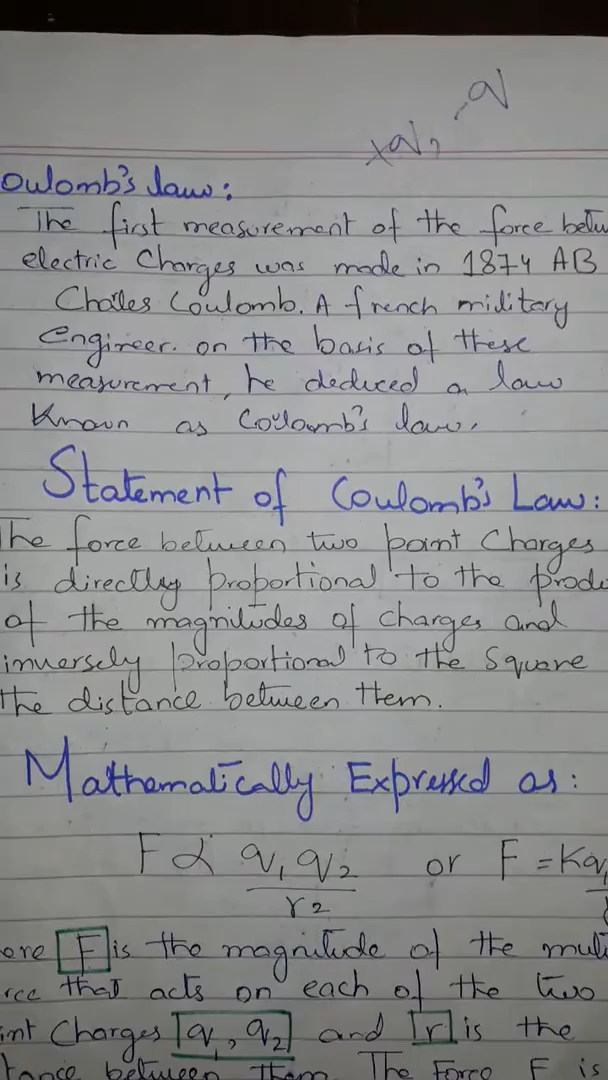 q
xq,
oulomb's law:
The first measurement of the force betw
electric Charges was made in 1874 AB
Charles Coulomb. A french military
Engineer. on the basis of these
measurement, he deduced a law
Known as Coulomb's law.
Statement of Coulomb's Law:
The force between two point Charges
is directly proportional to the produ
of the magnitudes of charges and
inversely proportional to the Square
the distance between them.
Mathematically Expressed as:
F ∝ q1 q2 / r2 or F = Kq1
ere F is the magnitude of the mutu
rce that acts on each of the two
int Charges q1, q2 and r is the
tance between them. The Force F is